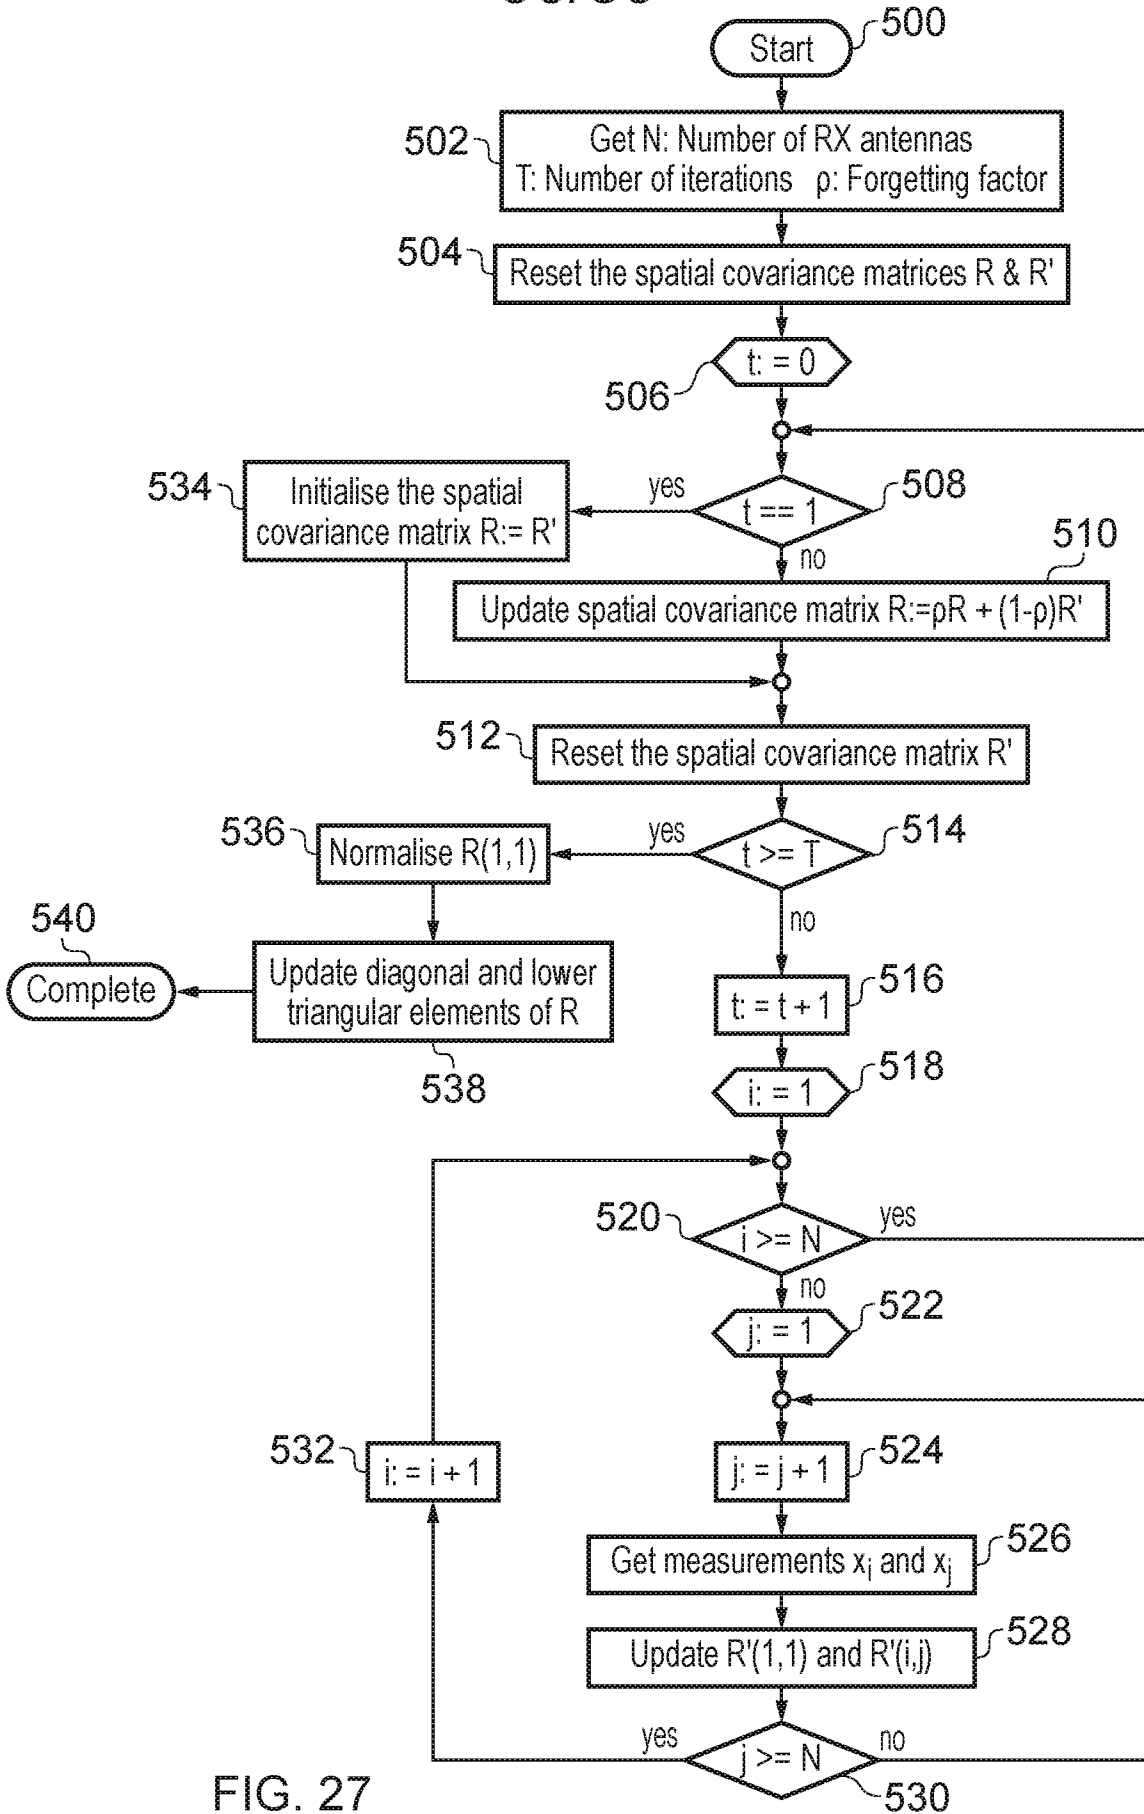 500
Start
502
Get N: Number of RX antennas
T: Number of iterations ρ: Forgetting factor
504
Reset the spatial covariance matrices R & R'
t: = 0
506
534
Initialise the spatial
covariance matrix R:= R'
yes
t == 1
508
no
510
Update spatial covariance matrix R:=ρR + (1-ρ)R'
512
Reset the spatial covariance matrix R'
536
Normalise R(1,1)
yes
t >= T
514
no
540
Complete
Update diagonal and lower
triangular elements of R
538
t: = t + 1
516
i: = 1
518
520
i >= N
yes
no
j: = 1
522
532
i: = i + 1
j: = j + 1
524
Get measurements xi and xj
526
Update R'(1,1) and R'(i,j)
528
yes
j >= N
no
530
FIG. 27